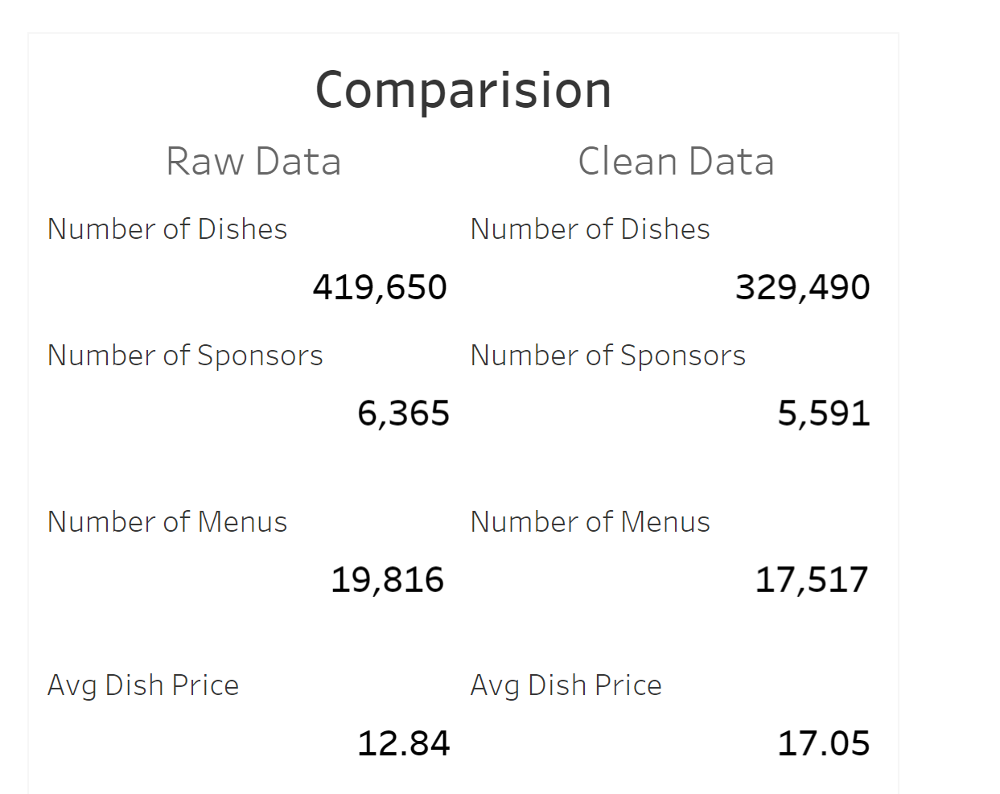 Comparision
Raw Data Clean Data
Number of Dishes Number of Dishes
419,650 329,490
Number of Sponsors Number of Sponsors
6,365 5,591
Number of Menus Number of Menus
19,816 17,517
Avg Dish Price Avg Dish Price
12.84 17.05